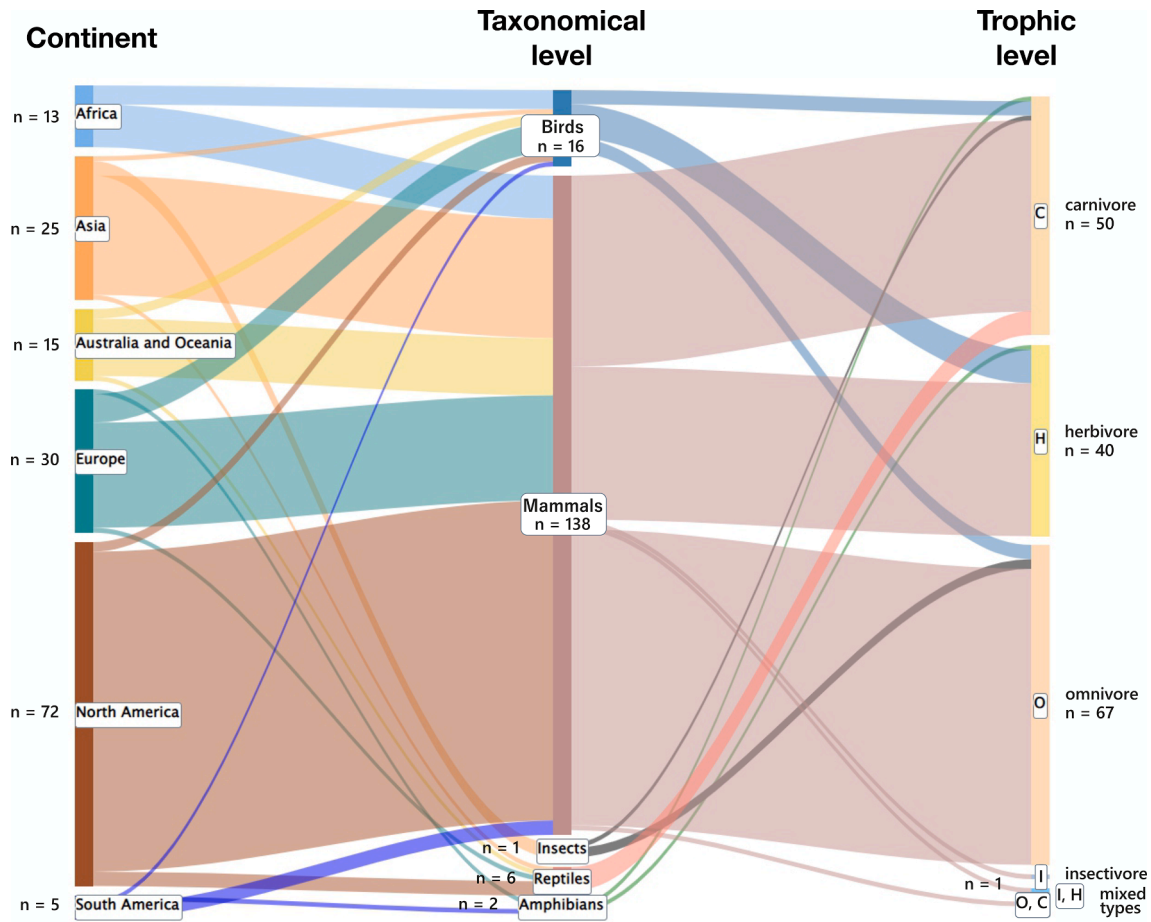 Continent
Taxonomical
level
Trophic
level
n = 13
Africa
Birds
n = 16
C
carnivore
n = 50
n = 25
Asia
n = 15
Australia and Oceania
H
herbivore
n = 40
n = 30
Europe
Mammals
n = 138
n = 72
North America
O
omnivore
n = 67
n = 1
Insects
n = 6
Reptiles
n = 2
Amphibians
n = 5
South America
n = 1
I
insectivore
O, C
I, H
mixed
types